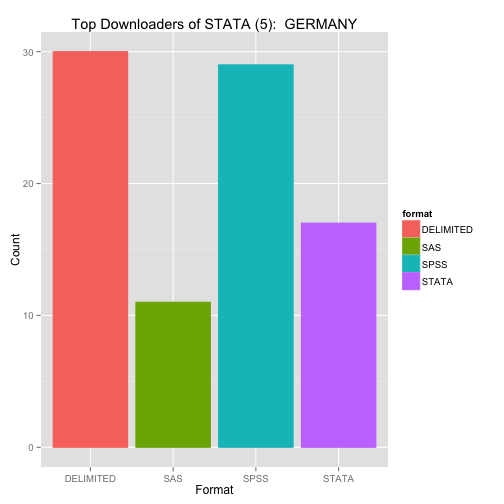 Top Downloaders of STATA (5):  GERMANY
30
20
10
0
Count
DELIMITED
SAS
SPSS
STATA
Format
format
DELIMITED
SAS
SPSS
STATA